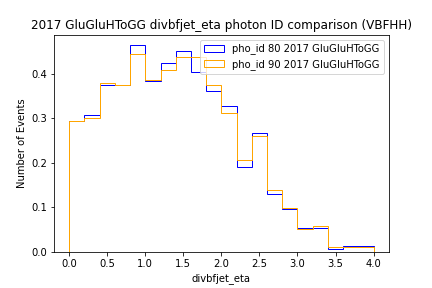 2017 GluGluHToGG divbfjet_eta photon ID comparison (VBFHH)
pho_id 80 2017 GluGluHToGG
pho_id 90 2017 GluGluHToGG
Number of Events
0.4
0.3
0.2
0.1
0.0
0.0 0.5 1.0 1.5 2.0 2.5 3.0 3.5 4.0
divbfjet_eta